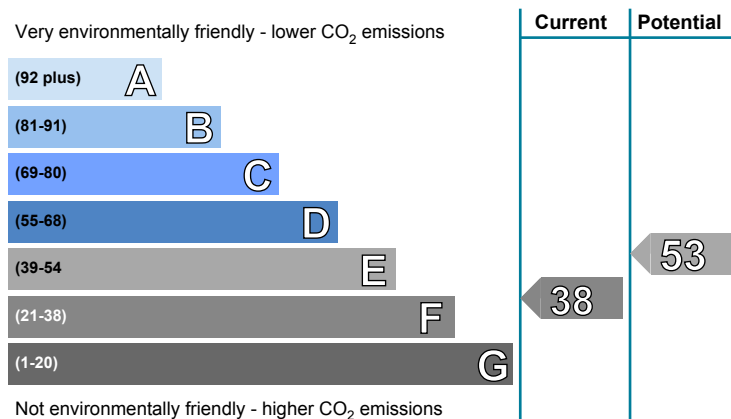 Current Potential
Very environmentally friendly - lower CO₂ emissions
(92 plus) A
(81-91) B
(69-80) C
(55-68) D
(39-54 E
53
(21-38) F
38
(1-20) G
Not environmentally friendly - higher CO₂ emissions